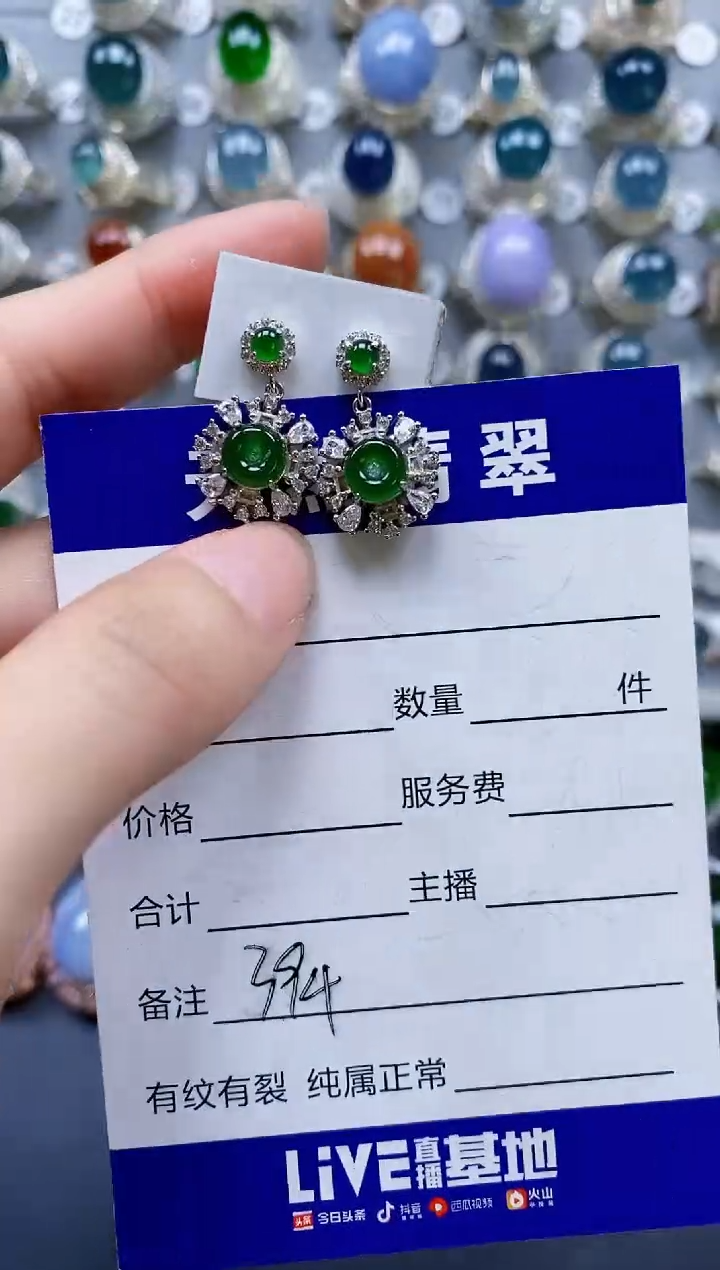 翠
数量 件
价格 服务费
合计 主播
备注 394
有纹有裂 纯属正常
LiVE直播基地
头条 今日头条 抖音 西瓜视频 火山